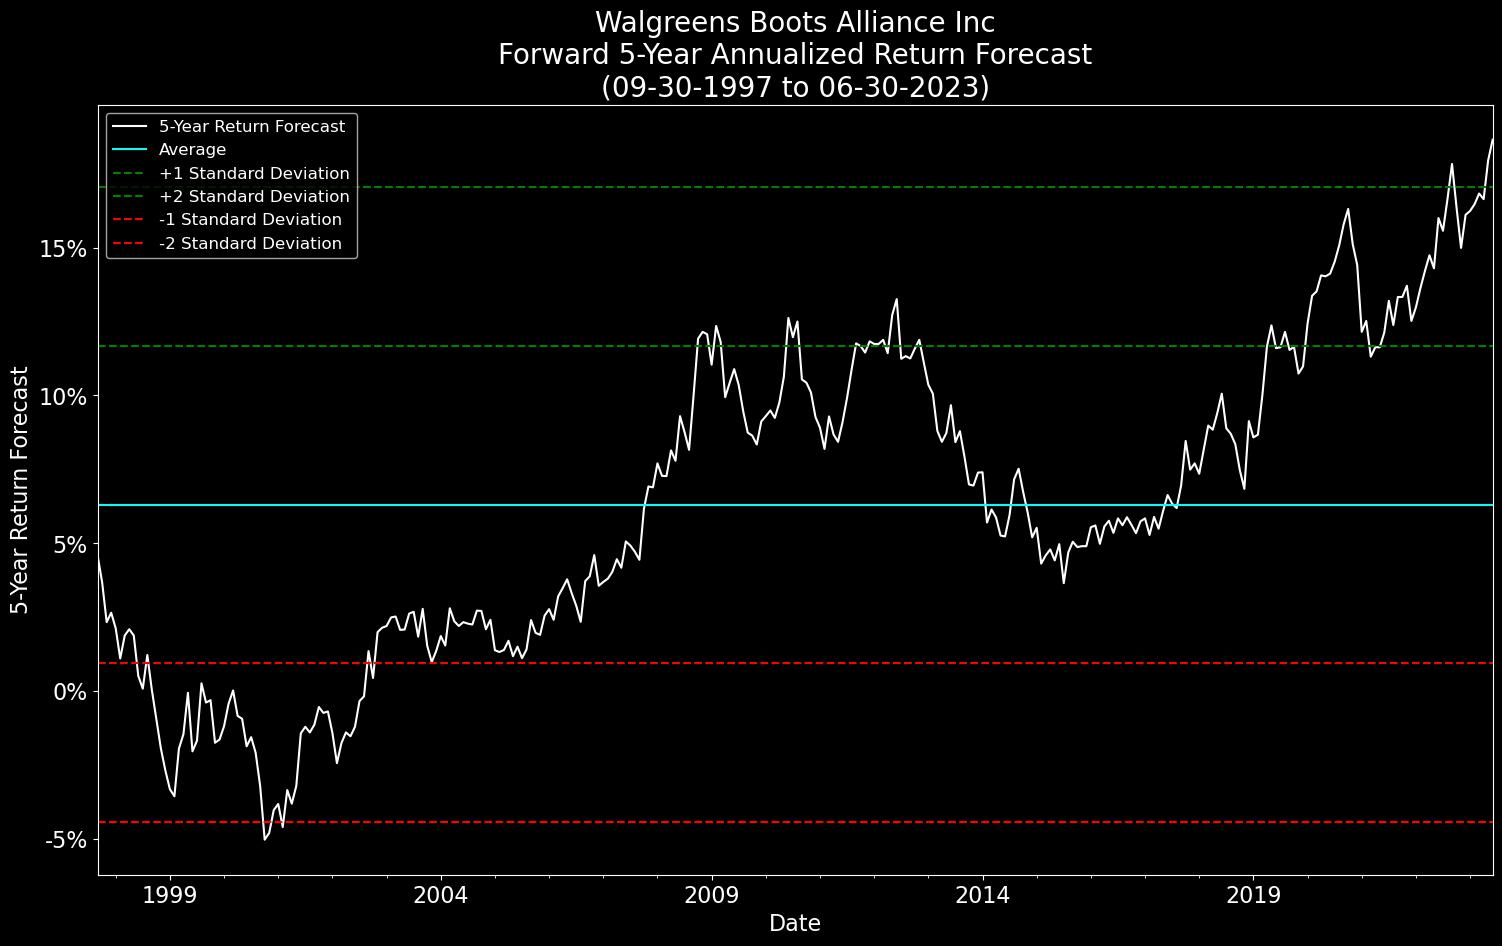 Walgreens Boots Alliance Inc
Forward 5-Year Annualized Return Forecast
(09-30-1997 to 06-30-2023)
5-Year Return Forecast
Average
+1 Standard Deviation
+2 Standard Deviation
-1 Standard Deviation
-2 Standard Deviation
15%
10%
5%
0%
-5%
5-Year Return Forecast
1999
2004
2009
2014
2019
Date